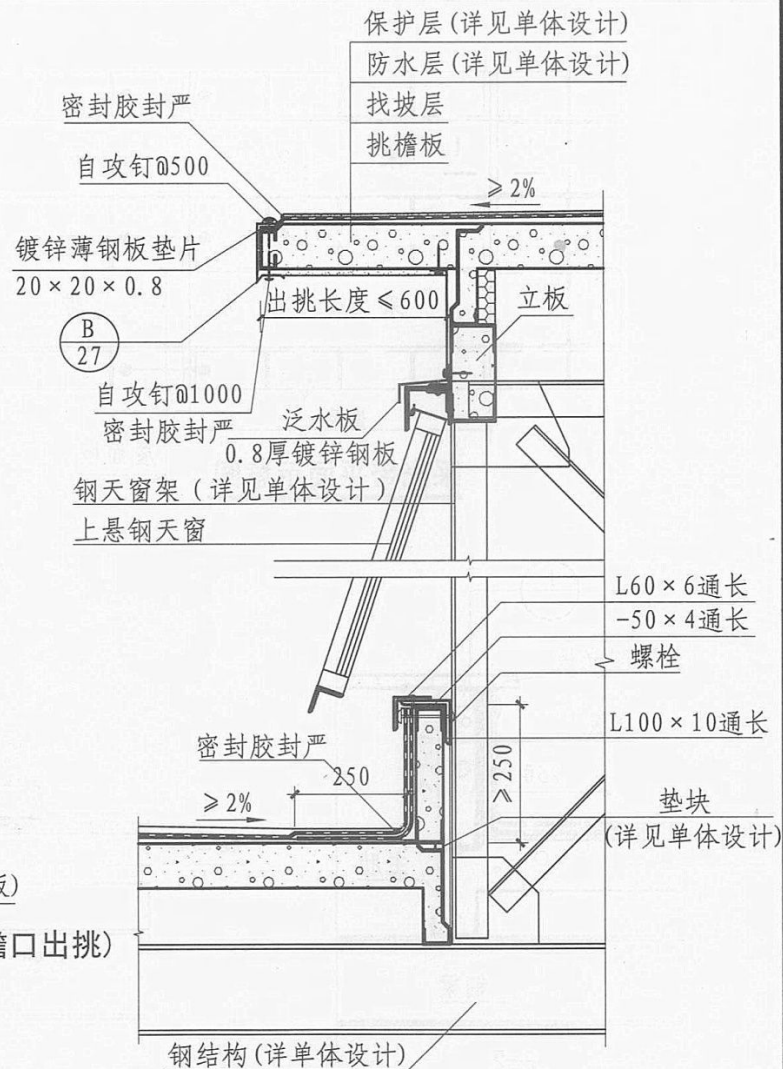 保护层(详见单体设计)
防水层(详见单体设计)
找坡层
挑檐板
密封胶封严
自攻钉@500
≥2%
镀锌薄钢板垫片
20×20×0.8
出挑长度≤600
立板
B
27
自攻钉@1000
密封胶封严
泛水板
0.8厚镀锌钢板
钢天窗架(详见单体设计)
上悬钢天窗
L60×6通长
-50×4通长
螺栓
L100×10通长
密封胶封严
250
≥250
≥2%
垫块
(详见单体设计)
板)
檐口出挑)
钢结构(详单体设计)